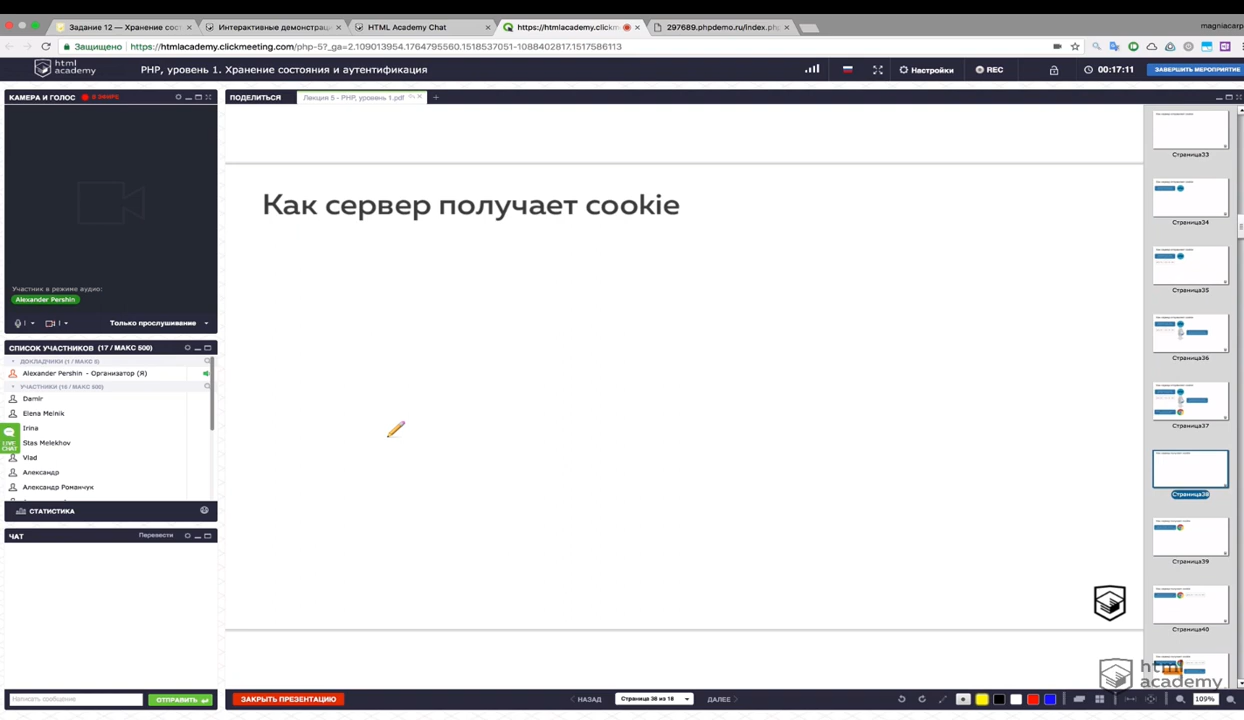 Задание 12 — Хранение сост
Интерактивные демонстрац
HTML Academy Chat
https://htmlacademy.clickm
297689.phpdemo.ru/index.ph
magniacarp
Защищено
https://htmlacademy.clickmeeting.com/php-5?_ga=2.109013954.1764795560.1518537051-1088402817.1517586113
html academy
PHP, уровень 1. Хранение состояния и аутентификация
Настройки
REC
00:17:11
ЗАВЕРШИТЬ МЕРОПРИЯТИЕ
КАМЕРА И ГОЛОС
В ЭФИРЕ
ПОДЕЛИТЬСЯ
Лекция 5 - PHP, уровень 1.pdf
Как сервер получает cookie
Участник в режиме аудио:
Alexander Pershin
Только прослушивание
СПИСОК УЧАСТНИКОВ (17 / МАКС 500)
ДОКЛАДЧИКИ (1 / МАКС 5)
Alexander Pershin - Организатор (Я)
УЧАСТНИКИ (16 / МАКС 500)
Damir
Elena Melnik
Irina
Stas Melekhov
Vlad
Александр
Александр Романчук
LIVE CHAT
СТАТИСТИКА
ЧАТ
Перевести
Написать сообщение
ОТПРАВИТЬ
ЗАКРЫТЬ ПРЕЗЕНТАЦИЮ
НАЗАД
ДАЛЕЕ
109%
Страница33
Страница34
Страница35
Страница36
Страница37
Страница38
Страница39
Страница40
html academy